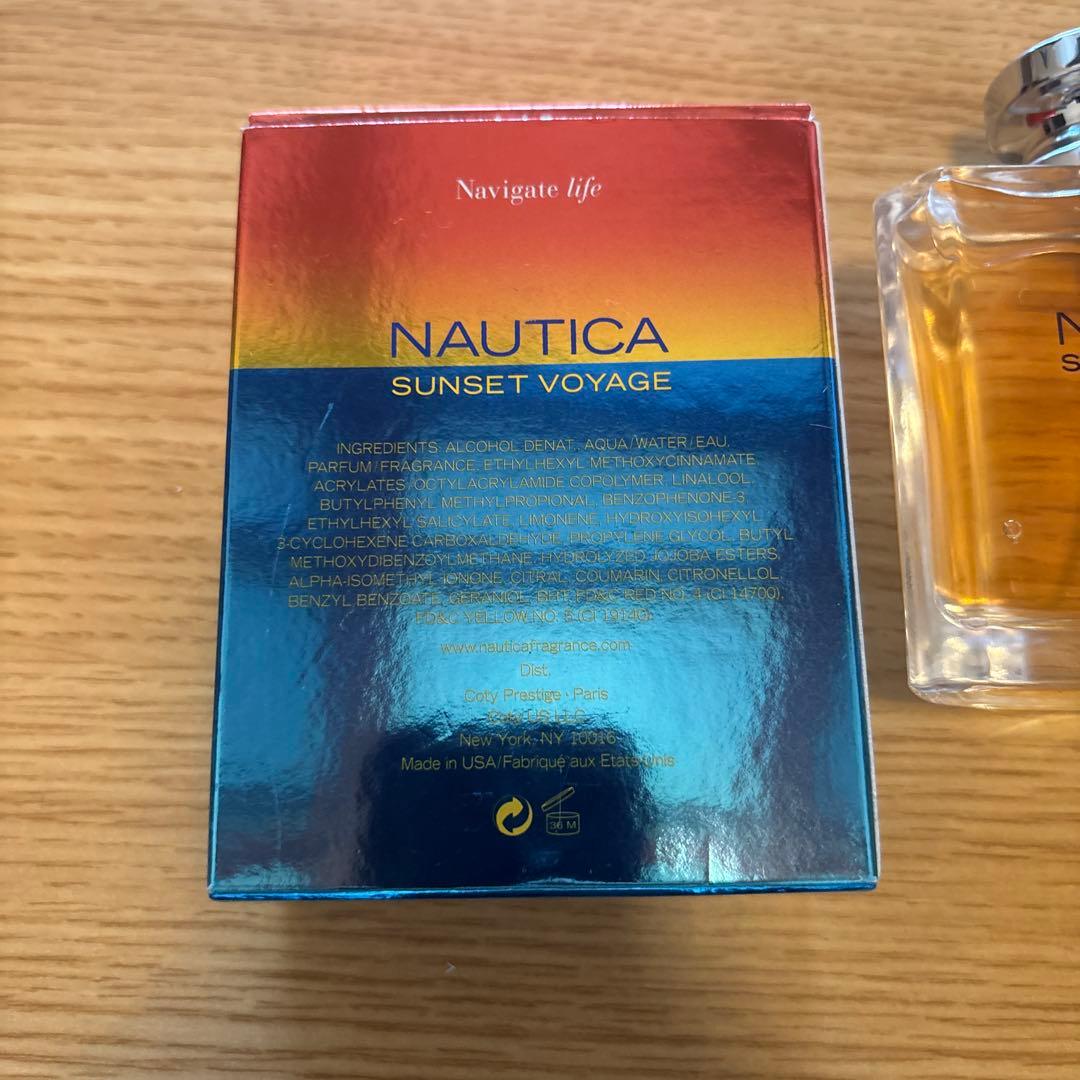 Navigate life
NAUTICA
SUNSET VOYAGE
INGREDIENTS: ALCOHOL DENAT., AQUA/WATER/EAU,
PARFUM/FRAGRANCE, ETHYLHEXYL METHOXYCINNAMATE,
ACRYLATES/OCTYLACRYLAMIDE COPOLYMER, LINALOOL,
BUTYLPHENYL METHYLPROPIONAL, BENZOPHENONE-3,
ETHYLHEXYL SALICYLATE, LIMONENE, HYDROXYISOHEXYL
3-CYCLOHEXENE CARBOXALDEHYDE, PROPYLENE GLYCOL, BUTYL
METHOXYDIBENZOYLMETHANE, HYDROLYZED JOJOBA ESTERS,
ALPHA-ISOMETHYL IONONE, CITRAL, COUMARIN, CITRONELLOL,
BENZYL BENZOATE, GERANIOL, BHT, FD&C RED NO. 4 (CI 14700),
FD&C YELLOW NO. 5 (CI 19140).
www.nauticafragrance.com
Dist.
Coty Prestige · Paris
Coty US LLC
New York, NY 10016
Made in USA/Fabriqué aux Etats-unis
36 M
N
S